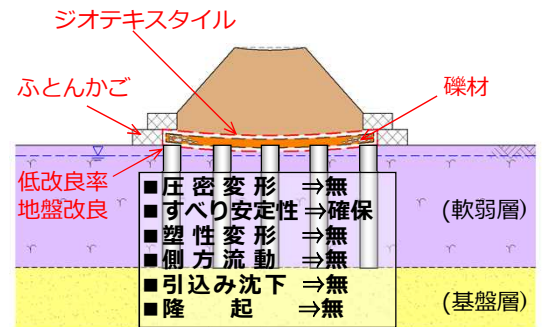 ジオテキスタイル
ふとんかご
礫材
低改良率
地盤改良
■圧密変形 ⇒無
■すべり安定性⇒確保
■塑性変形 ⇒無
■側方流動 ⇒無
■引込み沈下 ⇒無
■隆起 ⇒無
(軟弱層)
(基盤層)